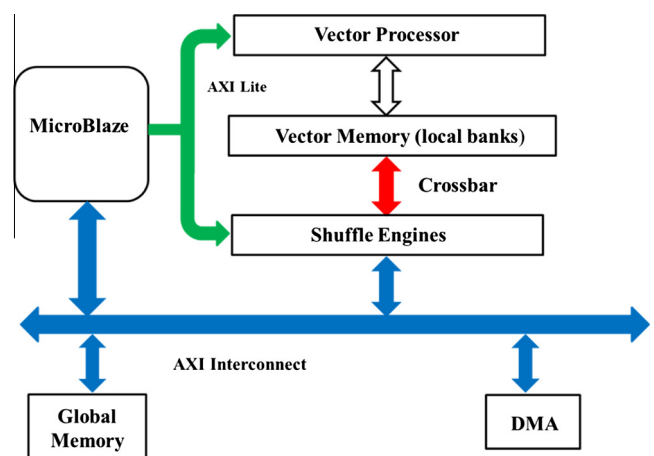 Vector Processor
AXI Lite
MicroBlaze
Vector Memory (local banks)
Crossbar
Shuffle Engines
AXI Interconnect
Global
Memory
DMA